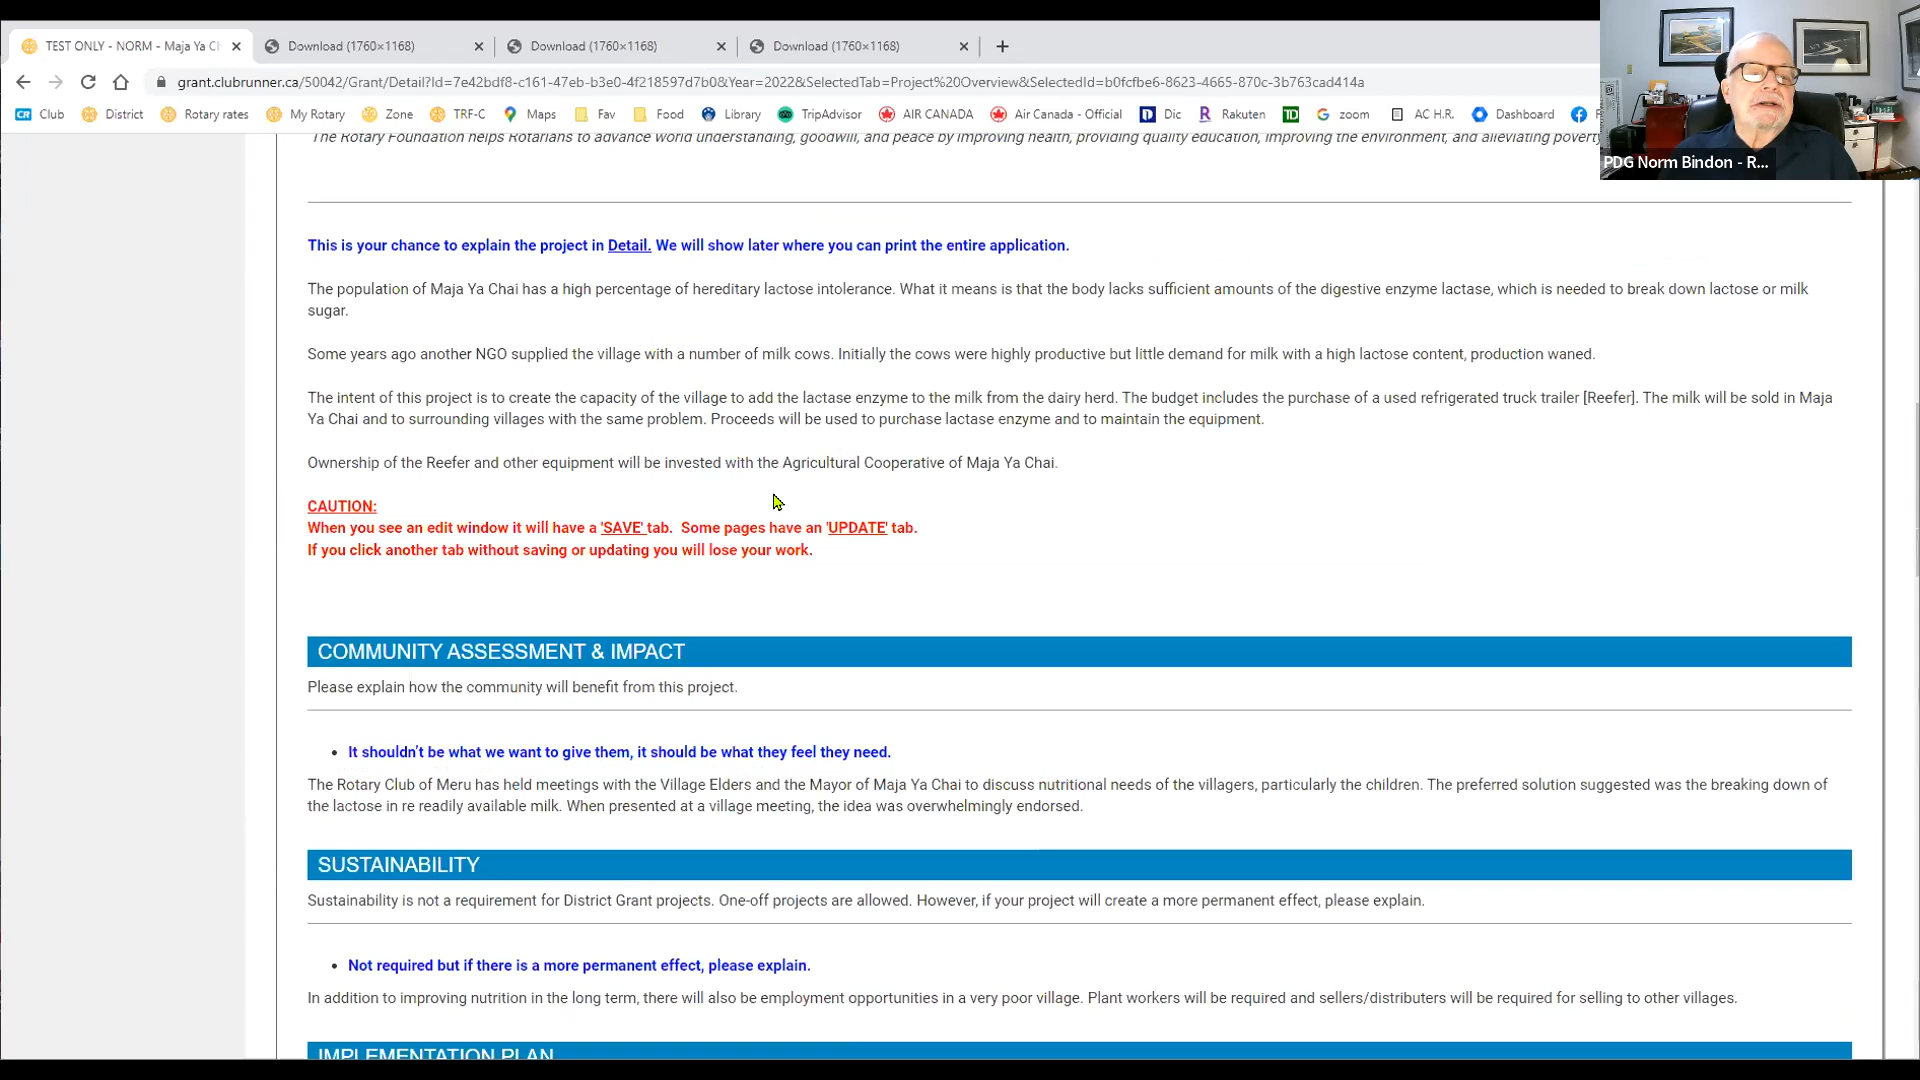 TEST ONLY - NORM - Maja Ya C
Download (1760×1168)
Download (1760×1168)
Download (1760×1168)
grant.clubrunner.ca/50042/Grant/Detail?Id=7e42bdf8-c161-47eb-b3e0-4f218597d7b0&Year=2022&SelectedTab=Project%20Overview&SelectedId=b0fcfbe6-8623-4665-870c-3b763cad414a
CR Club District Rotary rates My Rotary Zone TRF-C Maps Fav Food Library TripAdvisor AIR CANADA Air Canada - Official Dic R Rakuten TD G zoom AC H.R. Dashboard
PDG Norm Bindon - R...
The Rotary Foundation helps Rotarians to advance world understanding, goodwill, and peace by improving health, providing quality education, improving the environment, and alleviating poverty
This is your chance to explain the project in Detail. We will show later where you can print the entire application.
The population of Maja Ya Chai has a high percentage of hereditary lactose intolerance. What it means is that the body lacks sufficient amounts of the digestive enzyme lactase, which is needed to break down lactose or milk
sugar.
Some years ago another NGO supplied the village with a number of milk cows. Initially the cows were highly productive but little demand for milk with a high lactose content, production waned.
The intent of this project is to create the capacity of the village to add the lactase enzyme to the milk from the dairy herd. The budget includes the purchase of a used refrigerated truck trailer [Reefer]. The milk will be sold in Maja
Ya Chai and to surrounding villages with the same problem. Proceeds will be used to purchase lactase enzyme and to maintain the equipment.
Ownership of the Reefer and other equipment will be invested with the Agricultural Cooperative of Maja Ya Chai.
CAUTION:
When you see an edit window it will have a 'SAVE' tab. Some pages have an 'UPDATE' tab.
If you click another tab without saving or updating you will lose your work.
COMMUNITY ASSESSMENT & IMPACT
Please explain how the community will benefit from this project.
• It shouldn't be what we want to give them, it should be what they feel they need.
The Rotary Club of Meru has held meetings with the Village Elders and the Mayor of Maja Ya Chai to discuss nutritional needs of the villagers, particularly the children. The preferred solution suggested was the breaking down of
the lactose in re readily available milk. When presented at a village meeting, the idea was overwhelmingly endorsed.
SUSTAINABILITY
Sustainability is not a requirement for District Grant projects. One-off projects are allowed. However, if your project will create a more permanent effect, please explain.
• Not required but if there is a more permanent effect, please explain.
In addition to improving nutrition in the long term, there will also be employment opportunities in a very poor village. Plant workers will be required and sellers/distributers will be required for selling to other villages.
IMPLEMENTATION PLAN